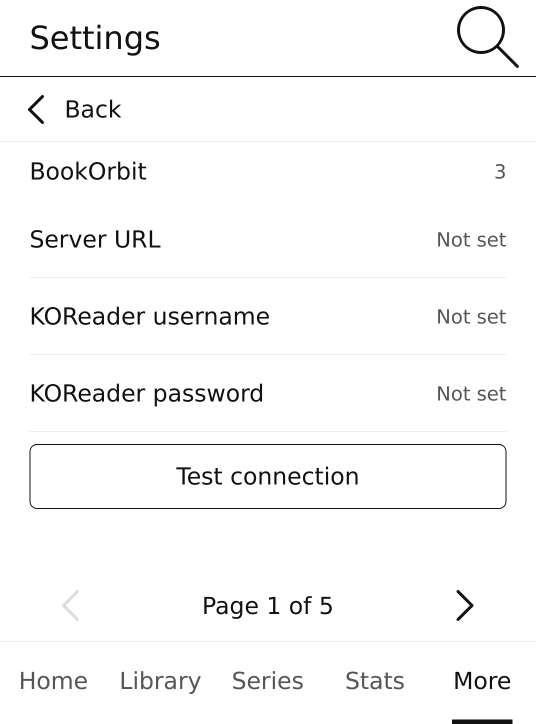 Settings
Back
BookOrbit 3
Server URL Not set
KOReader username Not set
KOReader password Not set
Test connection
Page 1 of 5
Home Library Series Stats More